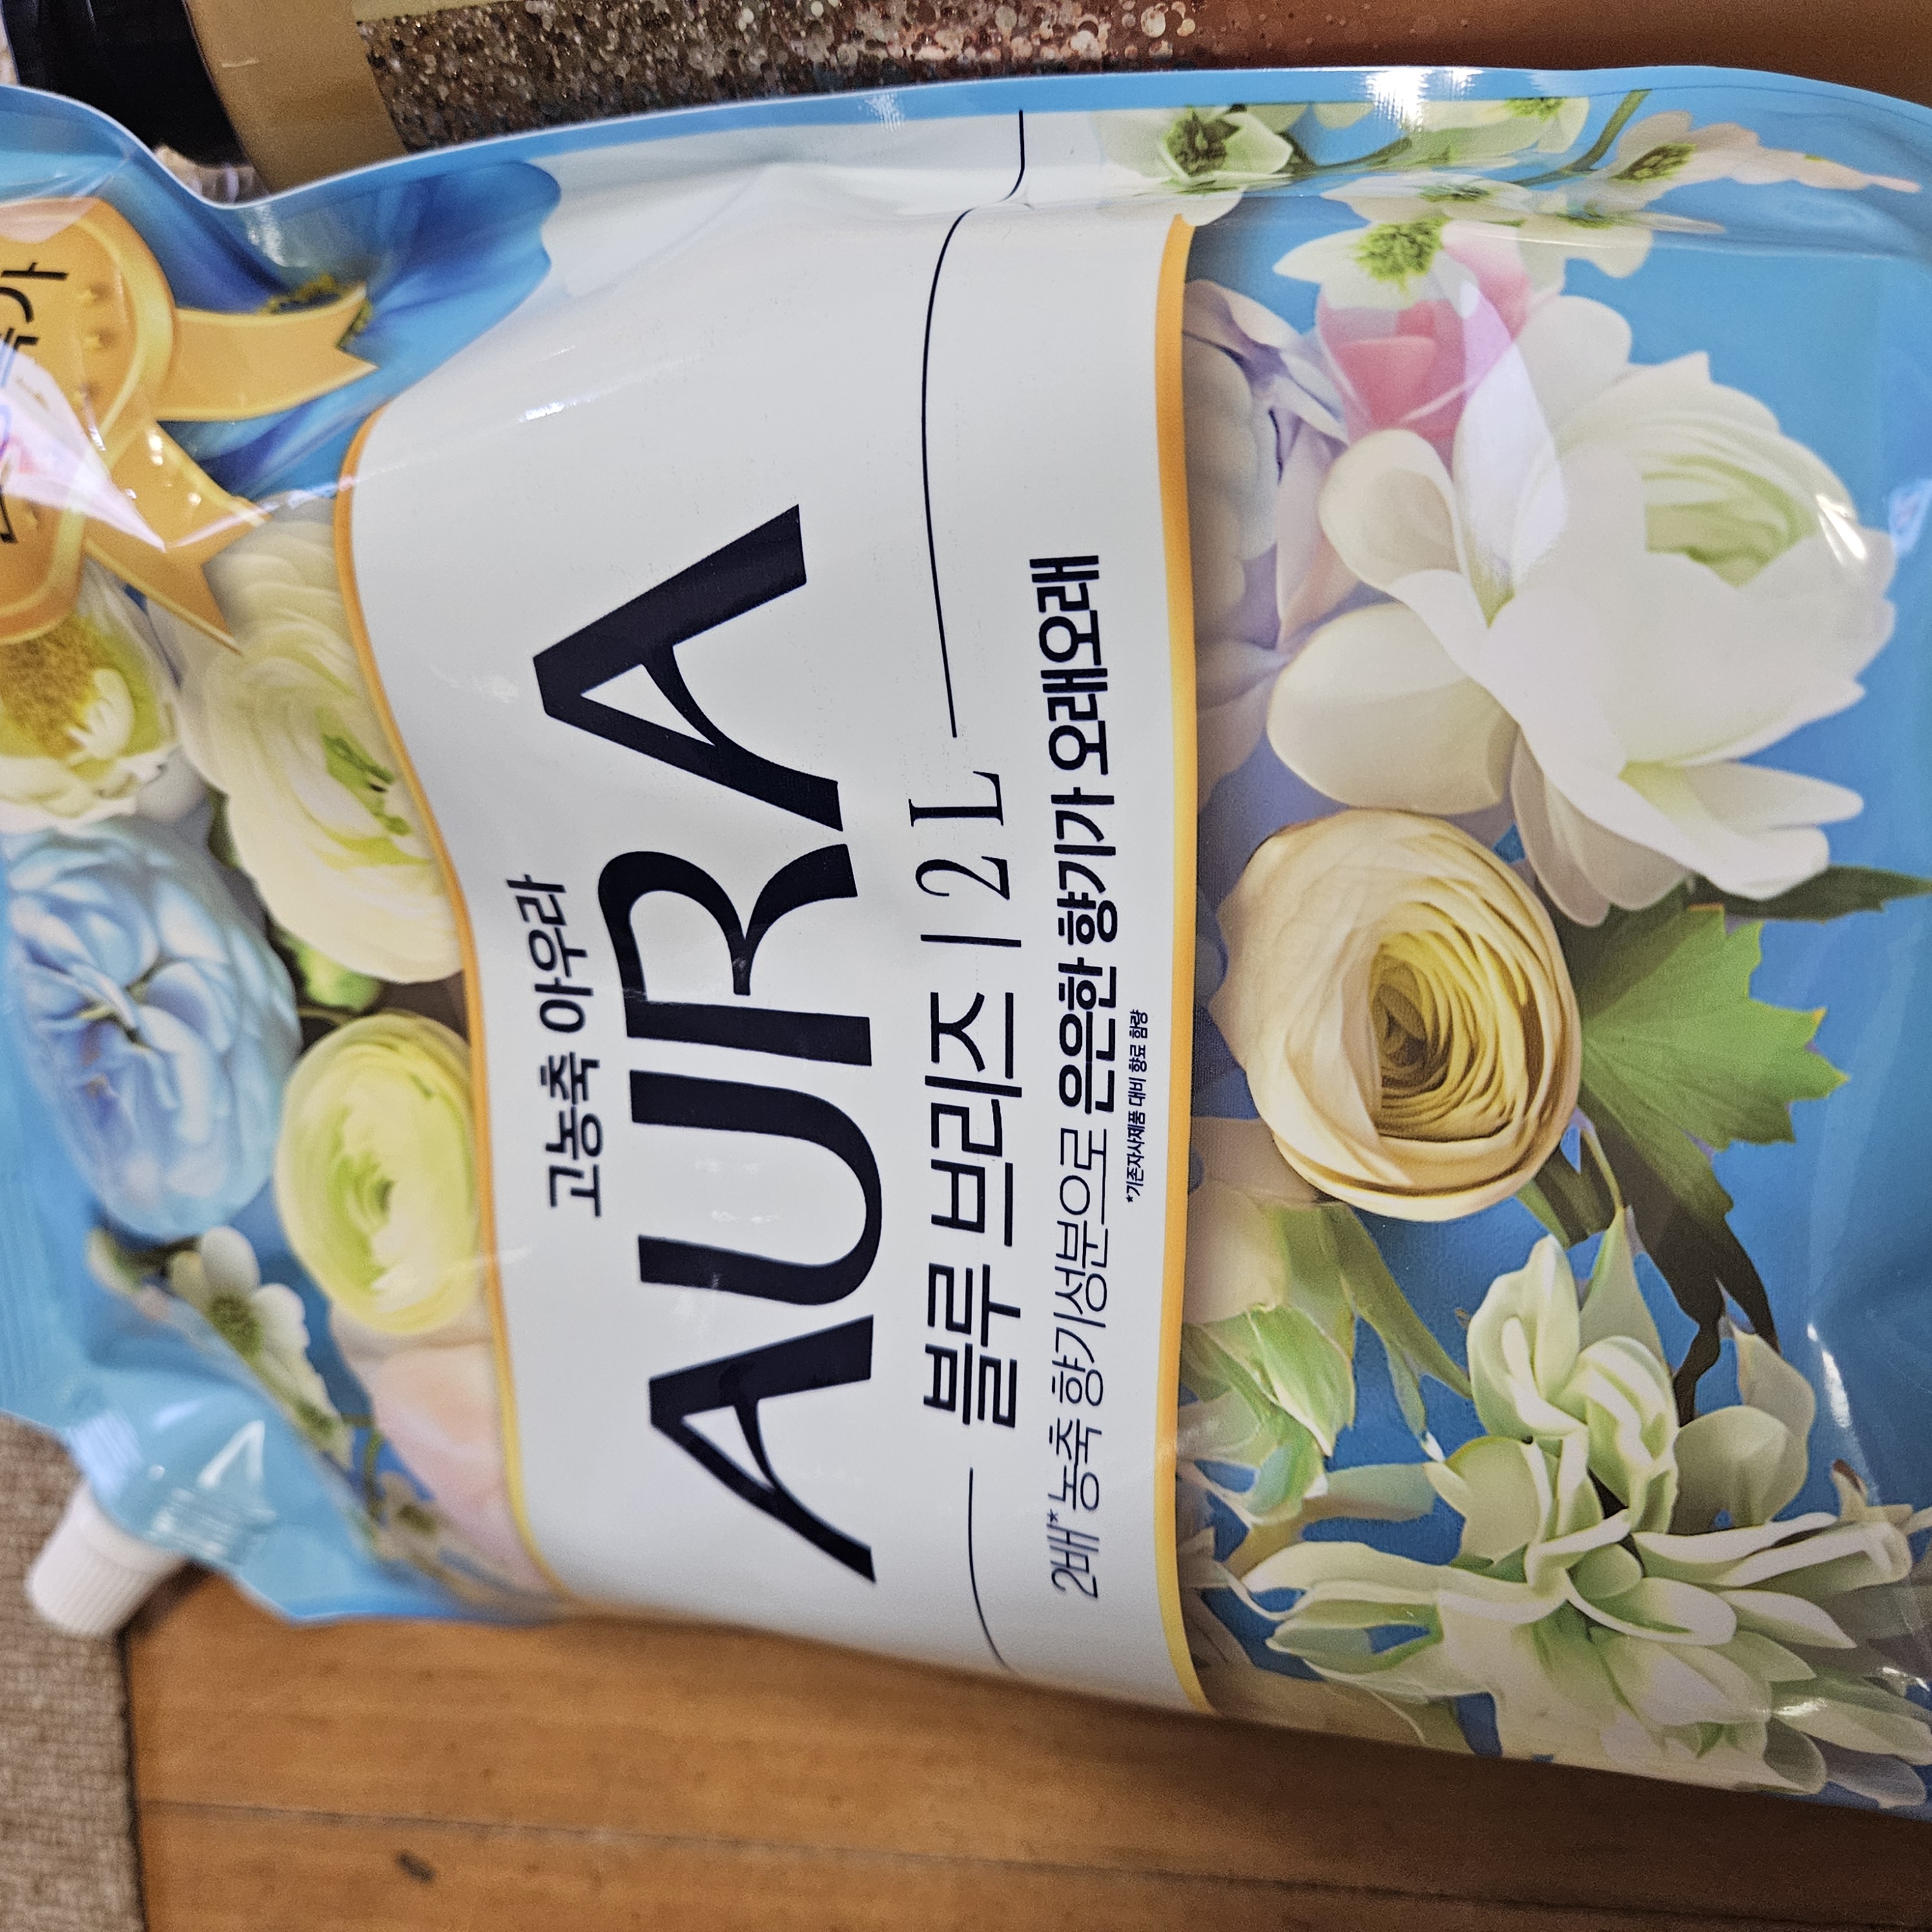 고농축 아우라
AURA
블루 브리즈 | 2L
2배* 농축 향기성분으로 은은한 향기가 오래오래
*기존자사제품 대비 향료 함량